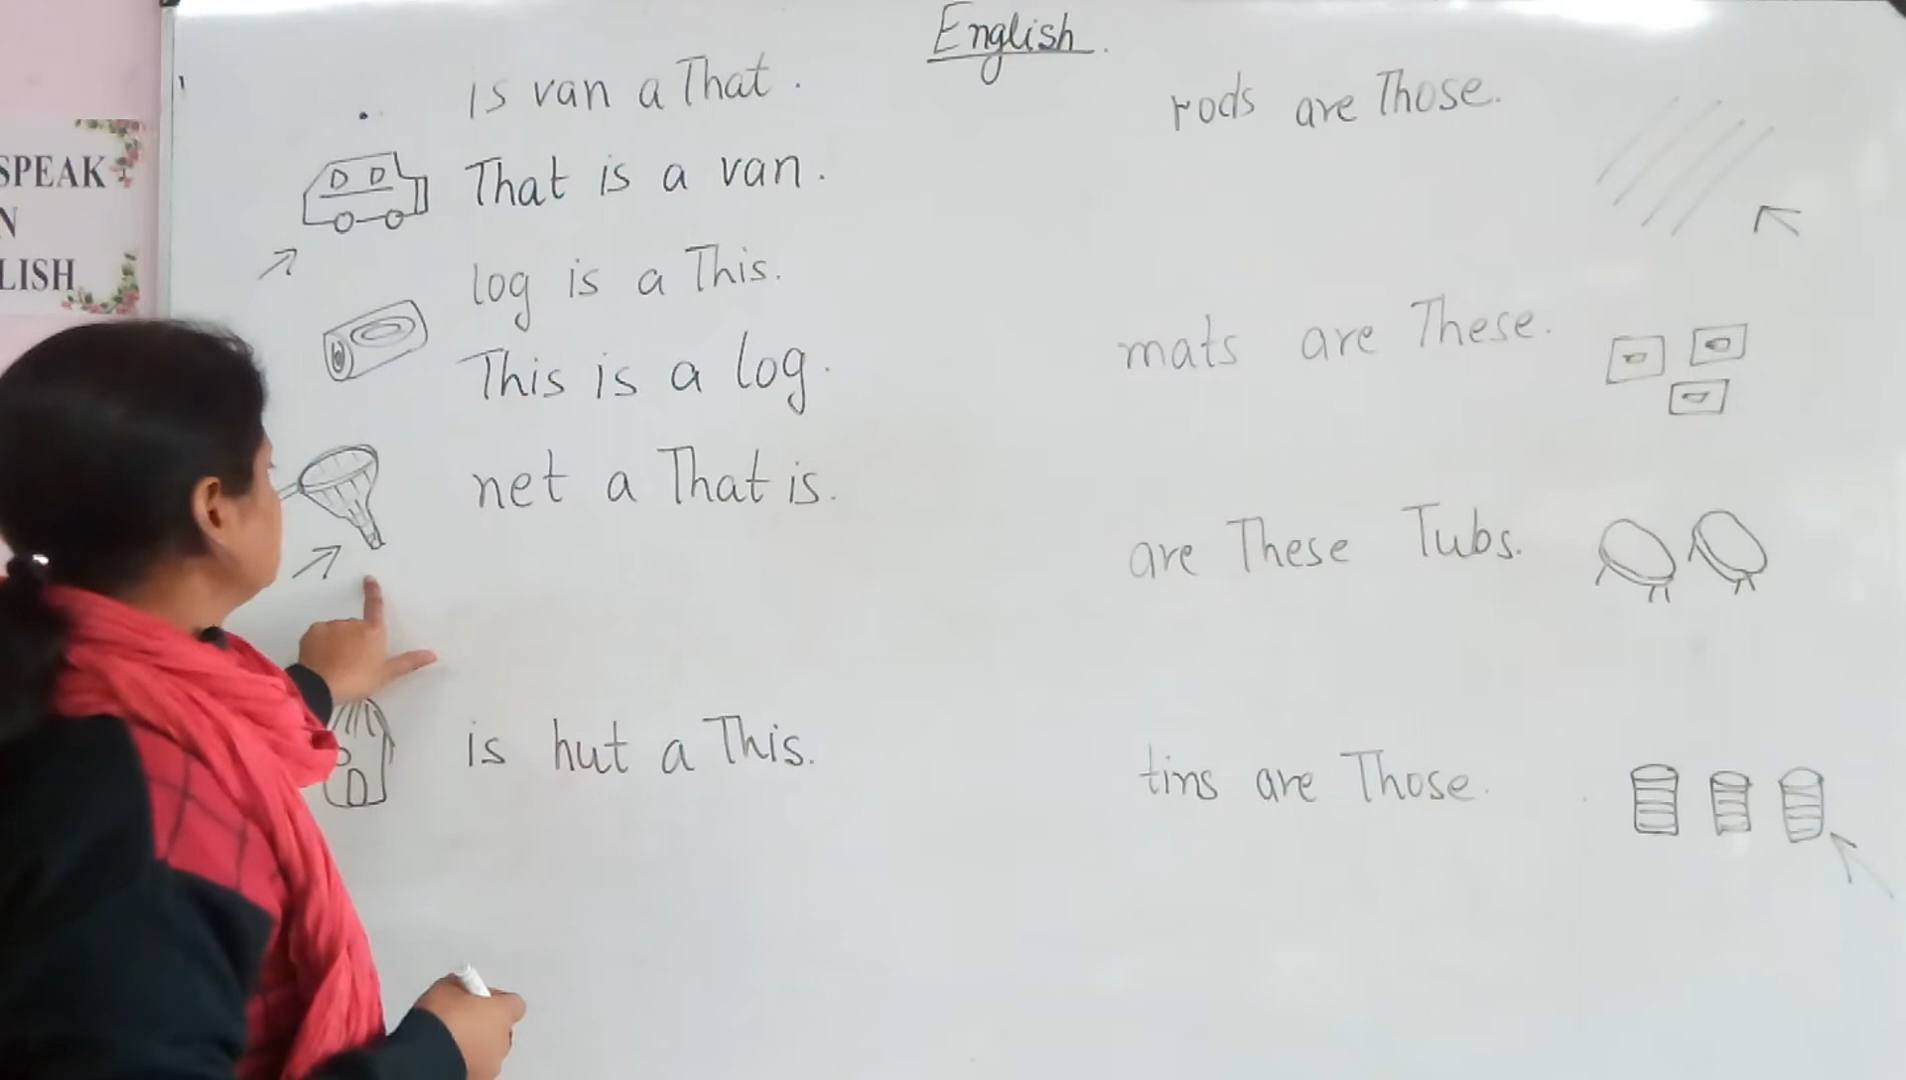 English.
is van a That.
That is a van.
log is a This.
This is a log.
net a That is.
is hut a This.
rods are Those.
mats are These.
are These Tubs.
tins are Those.
SPEAK
N
LISH